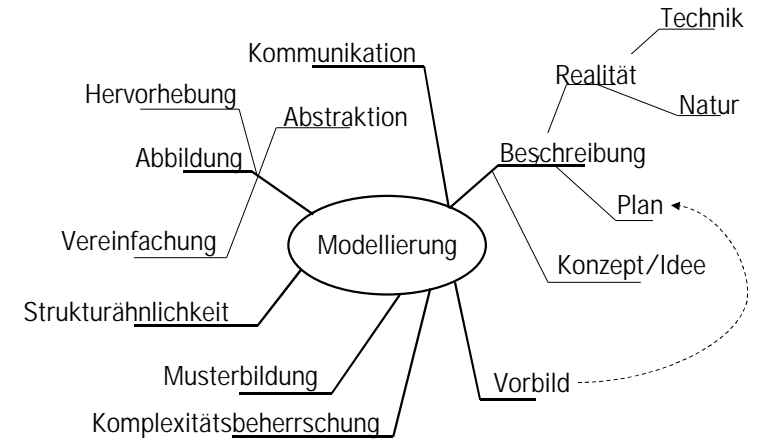 Technik
Kommunikation
Realität
Hervorhebung
Natur
Abstraktion
Abbildung
Beschreibung
Plan
Vereinfachung
Modellierung
Konzept/Idee
Strukturähnlichkeit
Musterbildung
Vorbild
Komplexitätsbeherrschung